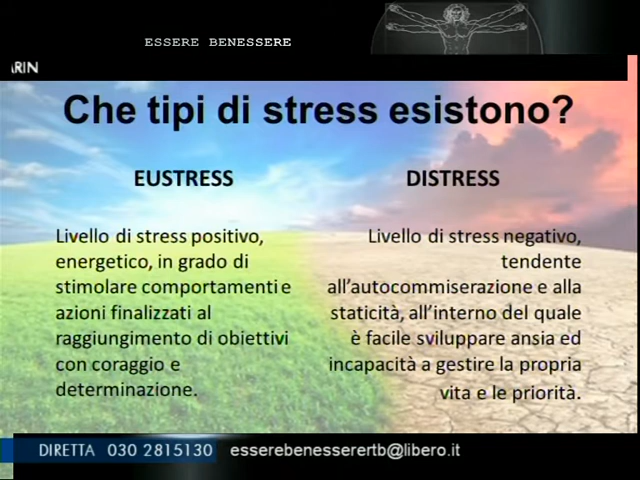 ESSERE BENESSERE
ARIN
Che tipi di stress esistono?
EUSTRESS
Livello di stress positivo,
energetico, in grado di
stimolare comportamenti e
azioni finalizzati al
raggiungimento di obiettivi
con coraggio e
determinazione.
DISTRESS
Livello di stress negativo,
tendente
all'autocommiserazione e alla
staticità, all'interno del quale
è facile sviluppare ansia ed
incapacità a gestire la propria
vita e le priorità.
DIRETTA 030 2815130 esserebenesserertb@libero.it